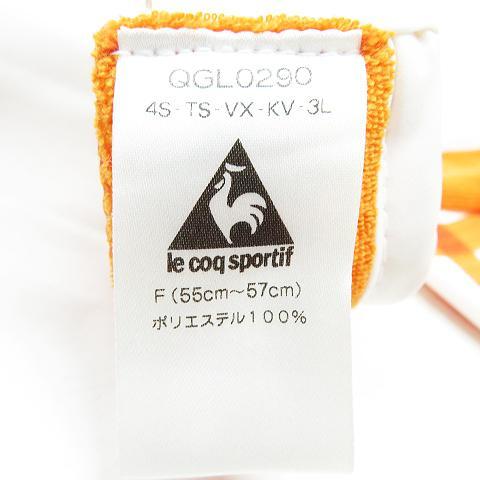 QGL0290
4S-TS-VX-KV-3L
le coq sportif
F(55cm〜57cm)
ポリエステル100%